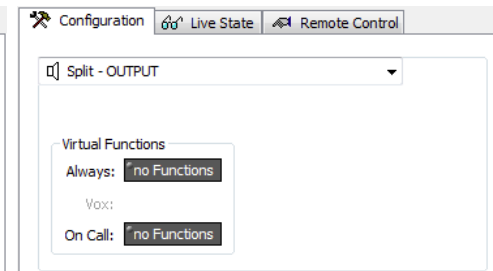 Configuration
Live State
Remote Control
Split - OUTPUT
Virtual Functions
Always: no Functions
Vox:
On Call: no Functions